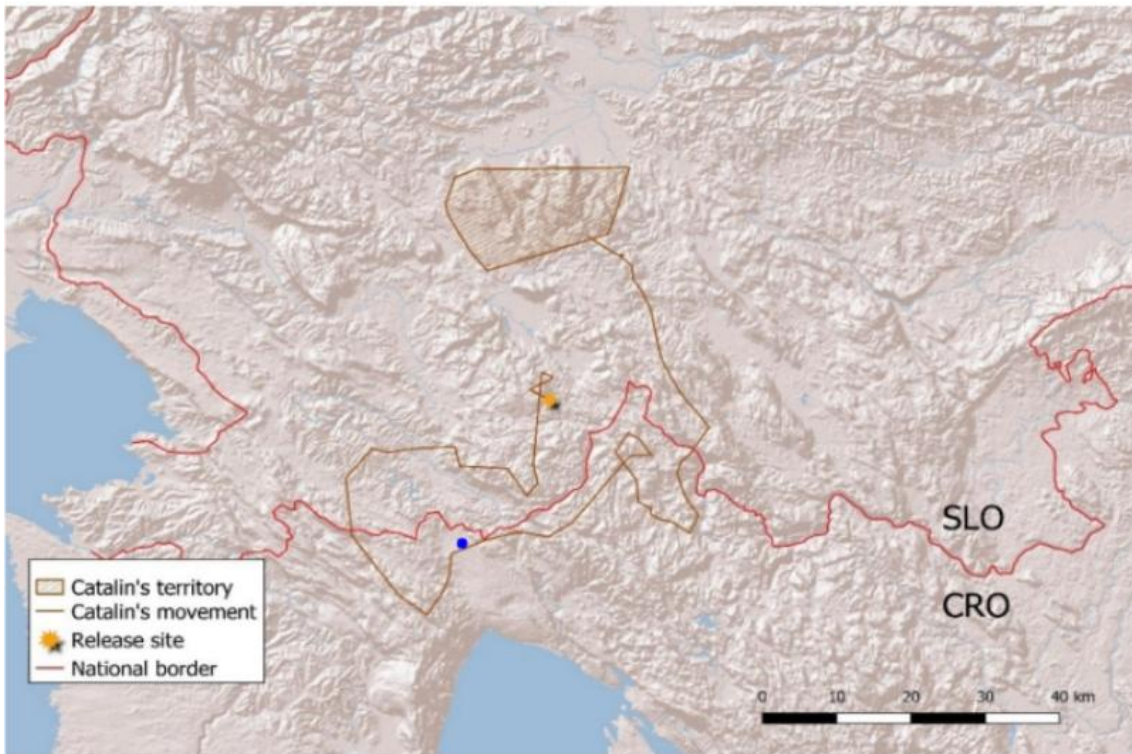 SLO
CRO
Catalin's territory
Catalin's movement
Release site
National border
0 10 20 30 40 km